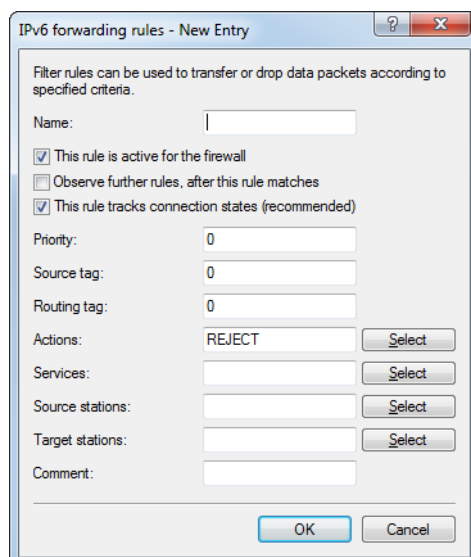 IPv6 forwarding rules - New Entry
?
x
Filter rules can be used to transfer or drop data packets according to
specified criteria.
Name:
This rule is active for the firewall
Observe further rules, after this rule matches
This rule tracks connection states (recommended)
Priority: 0
Source tag: 0
Routing tag: 0
Actions: REJECT Select
Services: Select
Source stations: Select
Target stations: Select
Comment:
OK Cancel